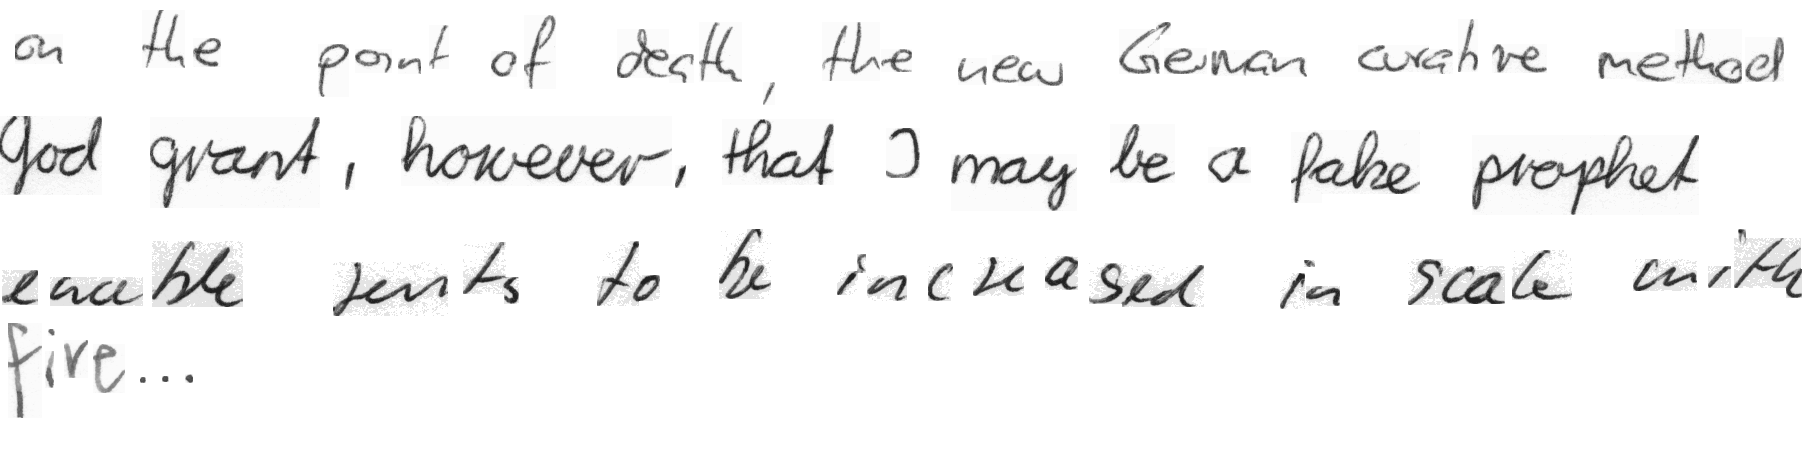 on the point of death, the new German curative method
God grant, however, that I may be a false prophet
enable rents to be increased in scale with
fire...